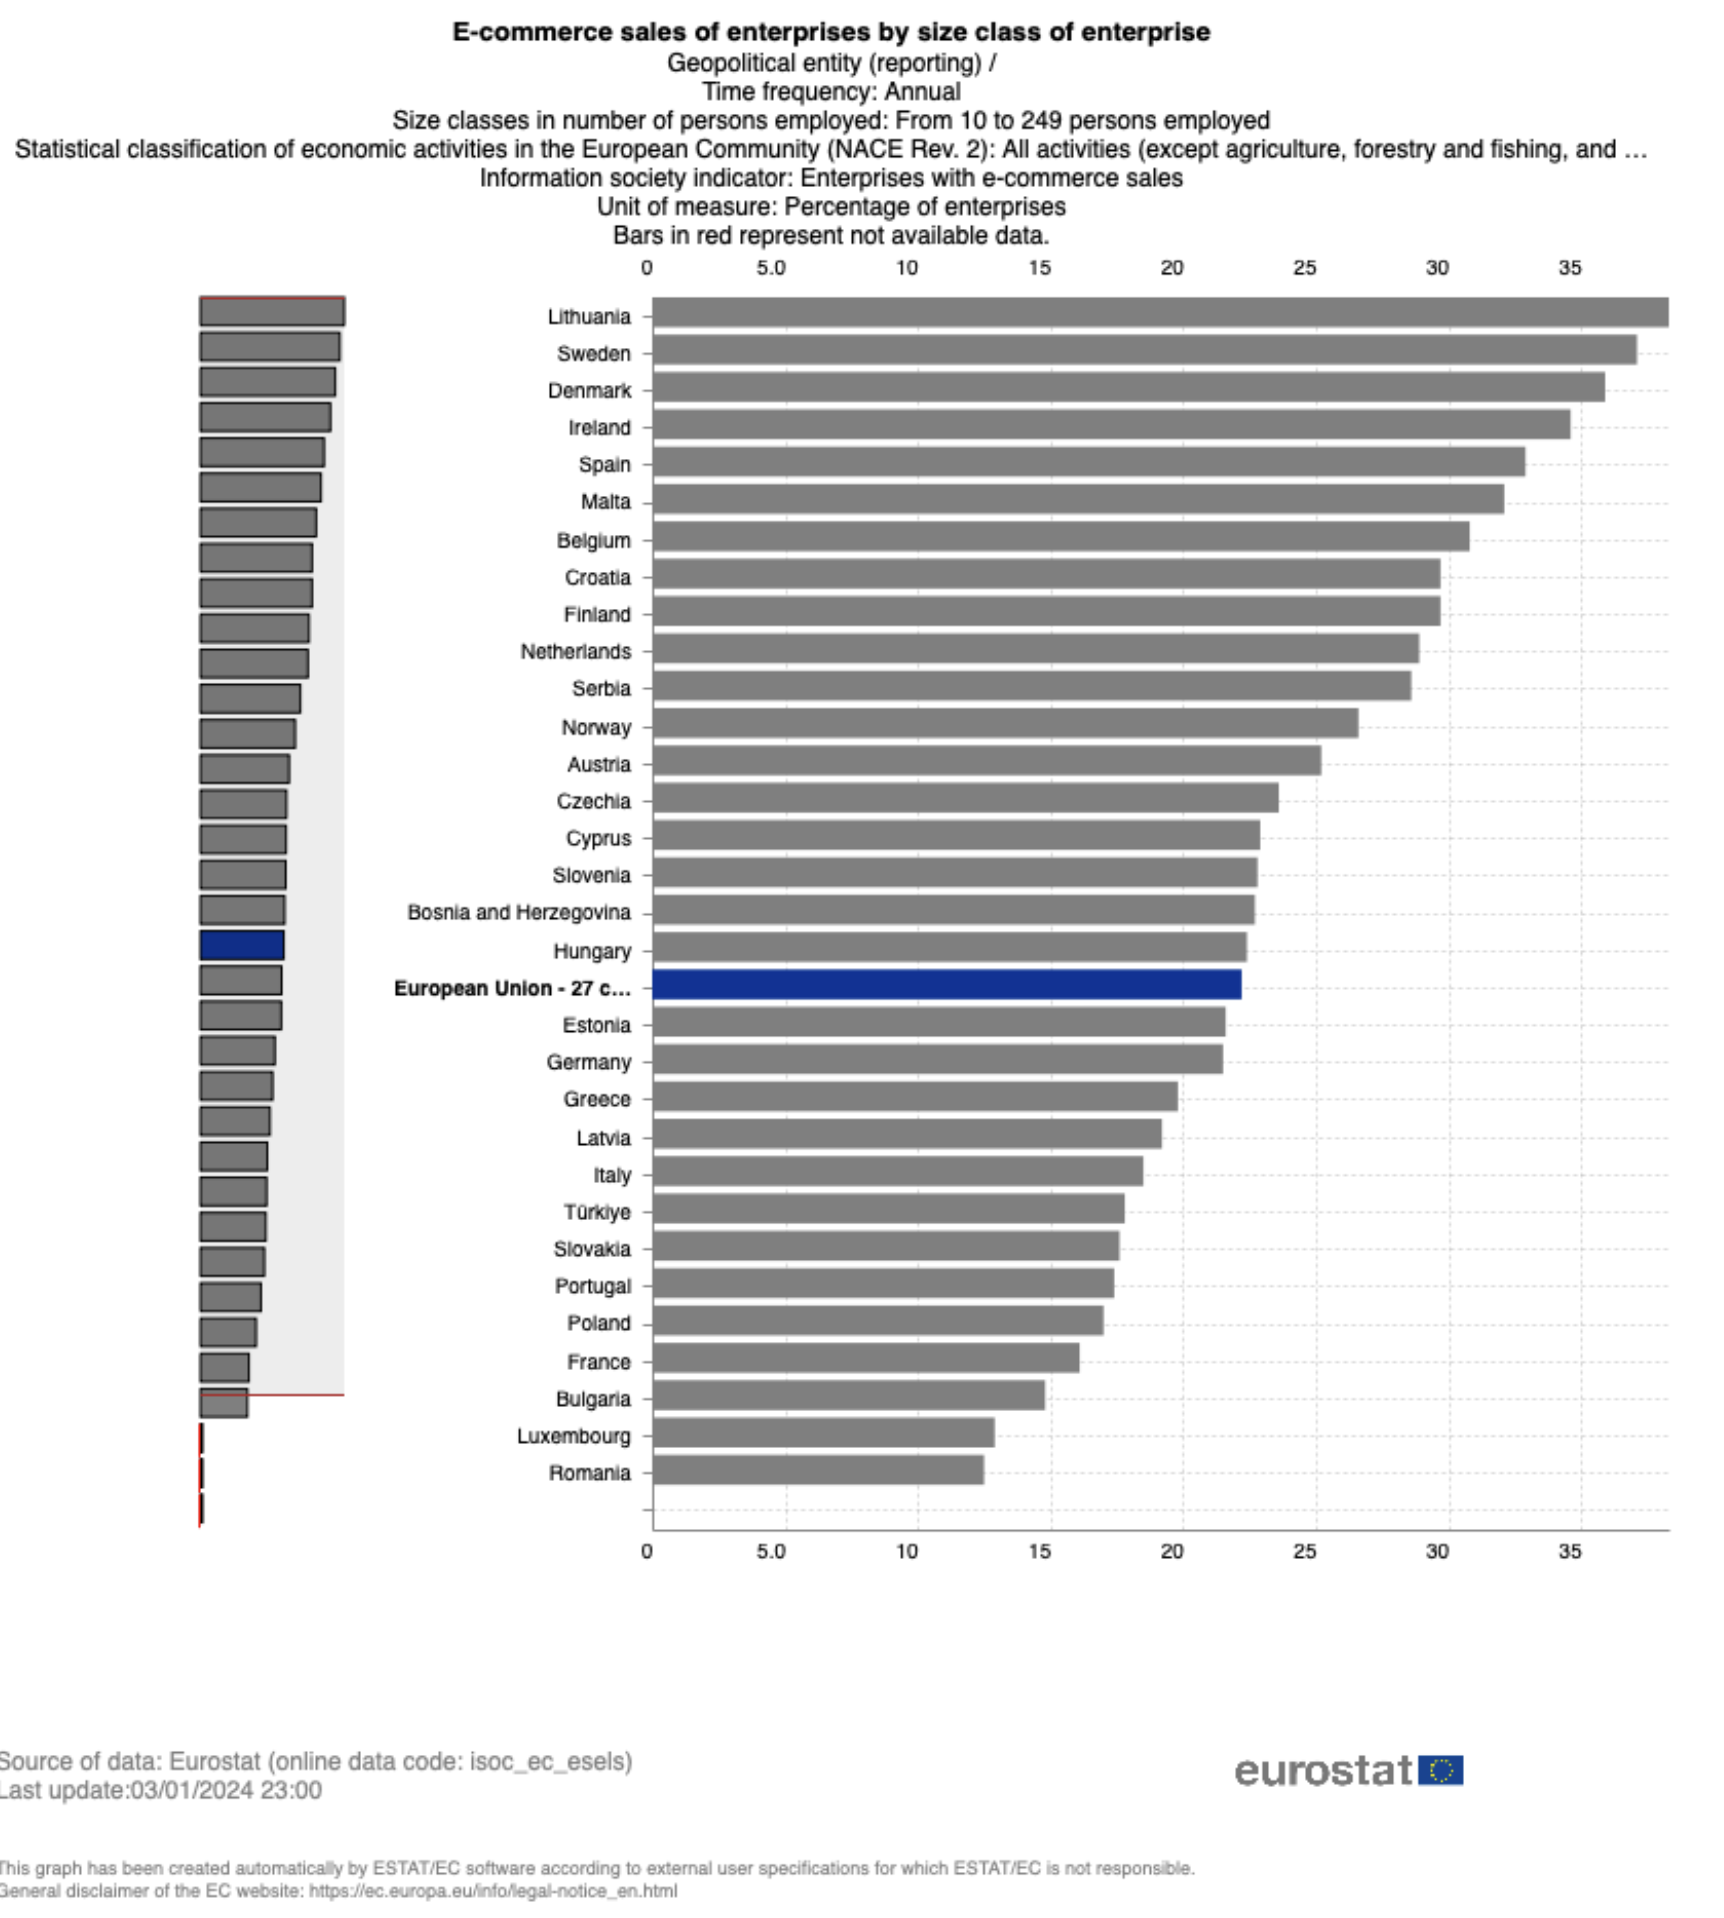 E-commerce sales of enterprises by size class of enterprise
Geopolitical entity (reporting) /
Time frequency: Annual
Size classes in number of persons employed: From 10 to 249 persons employed
Statistical classification of economic activities in the European Community (NACE Rev. 2): All activities (except agriculture, forestry and fishing, and ...
Information society indicator: Enterprises with e-commerce sales
Unit of measure: Percentage of enterprises
Bars in red represent not available data.
0 5.0 10 15 20 25 30 35
Lithuania
Sweden
Denmark
Ireland
Spain
Malta
Belgium
Croatia
Finland
Netherlands
Serbia
Norway
Austria
Czechia
Cyprus
Slovenia
Bosnia and Herzegovina
Hungary
European Union - 27 c...
Estonia
Germany
Greece
Latvia
Italy
Türkiye
Slovakia
Portugal
Poland
France
Bulgaria
Luxembourg
Romania
0 5.0 10 15 20 25 30 35
Source of data: Eurostat (online data code: isoc_ec_esels)
Last update:03/01/2024 23:00
eurostat
This graph has been created automatically by ESTAT/EC software according to external user specifications for which ESTAT/EC is not responsible.
General disclaimer of the EC website: https://ec.europa.eu/info/legal-notice_en.html